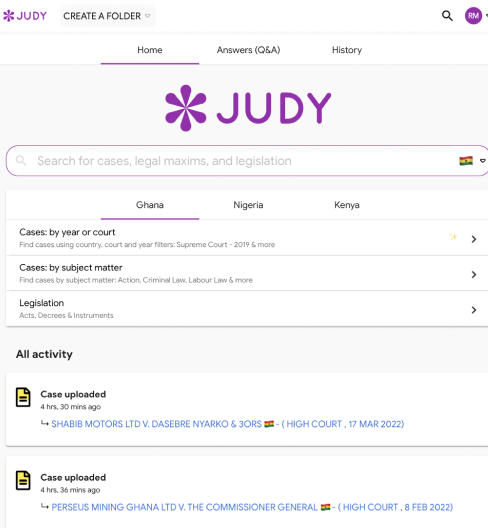 JUDY CREATE A FOLDER RM
Home Answers (Q&A) History
JUDY
Search for cases, legal maxims, and legislation
Ghana Nigeria Kenya
Cases: by year or court
Find cases using country, court and year filters: Supreme Court - 2019 & more
Cases: by subject matter
Find cases by subject matter: Action, Criminal Law, Labour Law & more
Legislation
Acts, Decrees & Instruments
All activity
Case uploaded
4 hrs, 30 mins ago
↳ SHABIB MOTORS LTD V. DASEBRE NYARKO & 3ORS 🇬🇭 - ( HIGH COURT , 17 MAR 2022)
Case uploaded
4 hrs, 36 mins ago
↳ PERSEUS MINING GHANA LTD V. THE COMMISSIONER GENERAL 🇬🇭 - ( HIGH COURT , 8 FEB 2022)